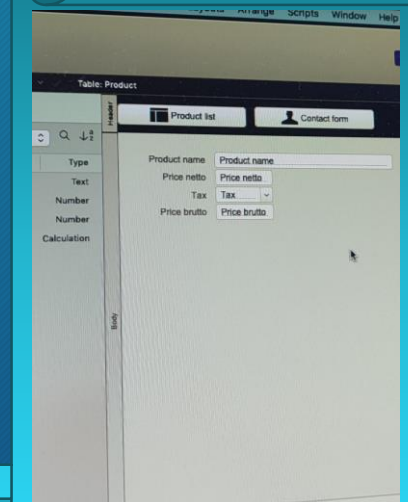 Arrange Scripts Window Help
Table: Product
Header
Product list
Contact form
Type
Text
Number
Number
Calculation
Product name Product name
Price netto Price netto
Tax Tax
Price brutto Price brutto
Body